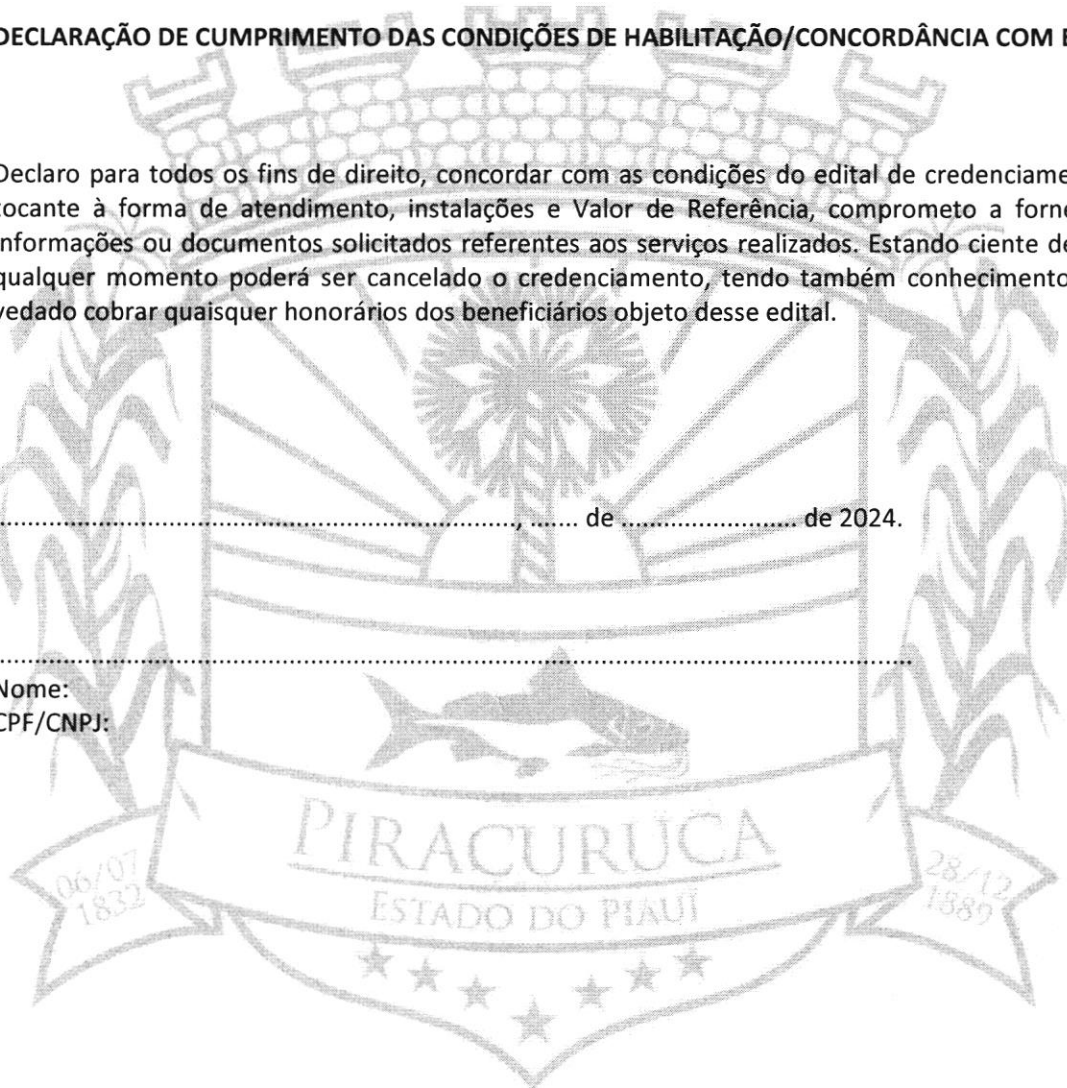 DECLARAÇÃO DE CUMPRIMENTO DAS CONDIÇÕES DE HABILITAÇÃO/CONCORDÂNCIA COM
Declaro para todos os fins de direito, concordar com as condições do edital de
tocante à forma de atendimento, instalações e Valor de Referência, comprometo a
informações ou documentos solicitados referentes aos serviços realizados. Estando ciente
qualquer momento poderá ser cancelado o credenciamento, tendo também conhecimento
vedado cobrar quaisquer honorários dos beneficiários objeto desse edital.
......................................................................................, ....... de .......................... de 2024.
........................................................................................................................................
Nome:
CPF/CNPJ:
PIRACURUCA
06/07
1832
28/12
1889
ESTADO DO PIAUÍ